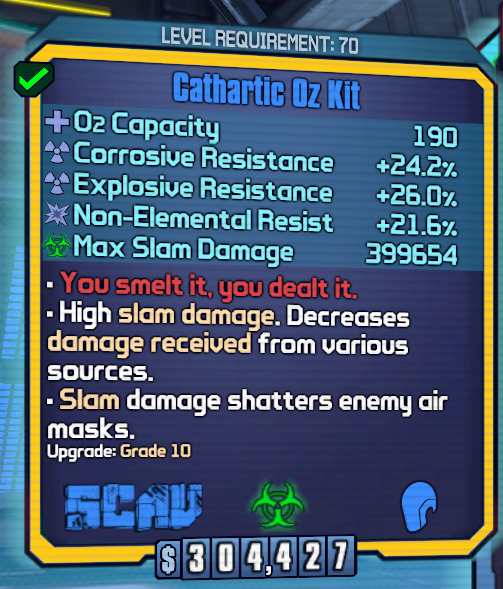 LEVEL REQUIREMENT: 70
Cathartic Oz Kit
O2 Capacity 190
Corrosive Resistance +24.2%
Explosive Resistance +26.0%
Non-Elemental Resist +21.6%
Max Slam Damage 399654
• You smelt it, you dealt it.
• High slam damage. Decreases
damage received from various
sources.
• Slam damage shatters enemy air
masks.
Upgrade: Grade 10
SCAV
$304,427